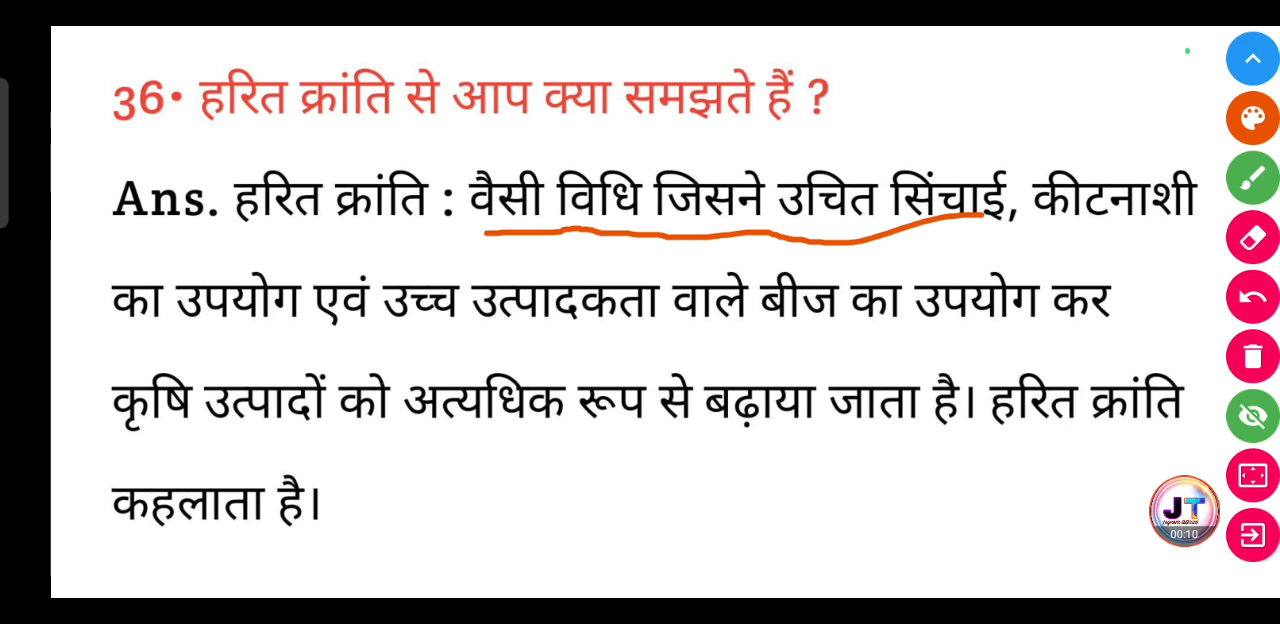 36• हरित क्रांति से आप क्या समझते हैं ?
Ans. हरित क्रांति : वैसी विधि जिसने उचित सिंचाई, कीटनाशी
का उपयोग एवं उच्च उत्पादकता वाले बीज का उपयोग कर
कृषि उत्पादों को अत्यधिक रूप से बढ़ाया जाता है। हरित क्रांति
कहलाता है।
JT
00:10